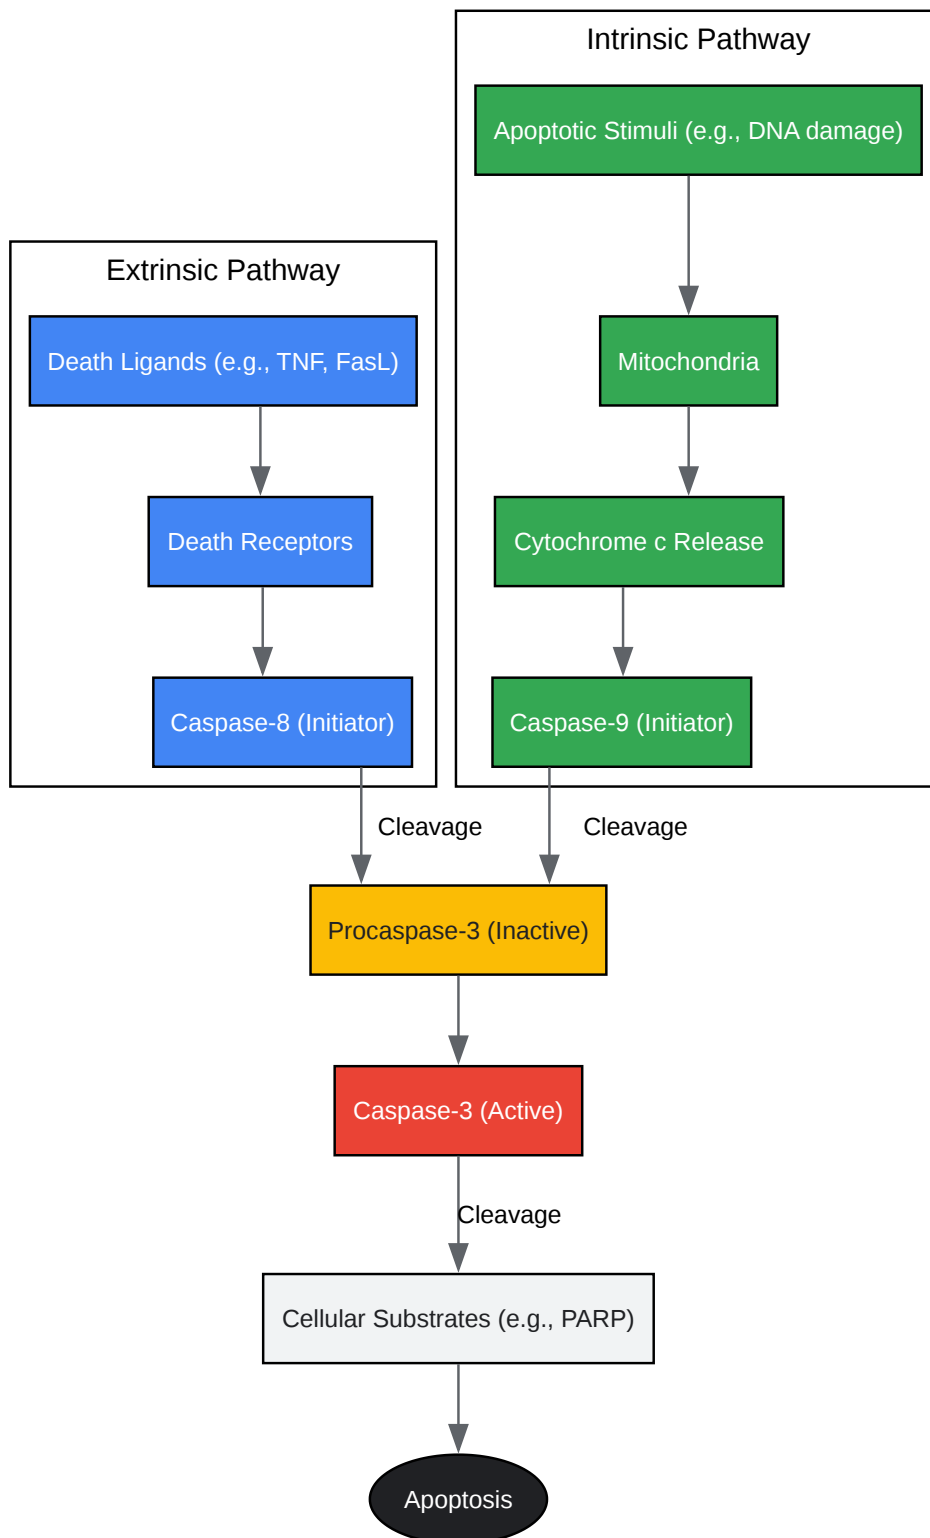 Intrinsic Pathway
Apoptotic Stimuli (e.g., DNA damage)
Extrinsic Pathway
Death Ligands (e.g., TNF, FasL)
Mitochondria
Death Receptors
Cytochrome c Release
Caspase-8 (Initiator)
Caspase-9 (Initiator)
Cleavage
Cleavage
Procaspase-3 (Inactive)
Caspase-3 (Active)
Cleavage
Cellular Substrates (e.g., PARP)
Apoptosis